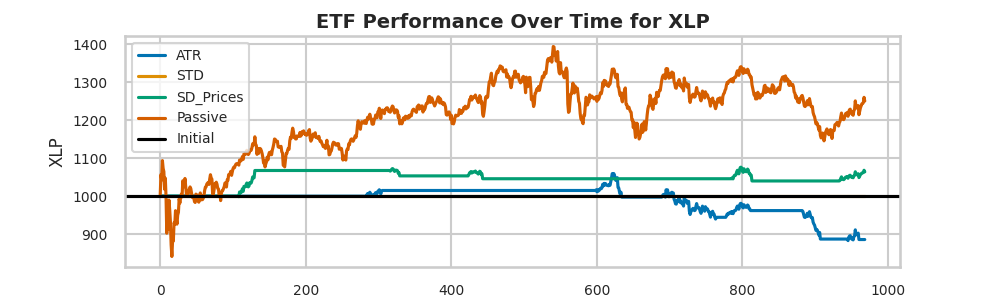 ETF Performance Over Time for XLP
XLP
1400
1300
1200
1100
1000
900
ATR
STD
SD_Prices
Passive
Initial
0 200 400 600 800 1000